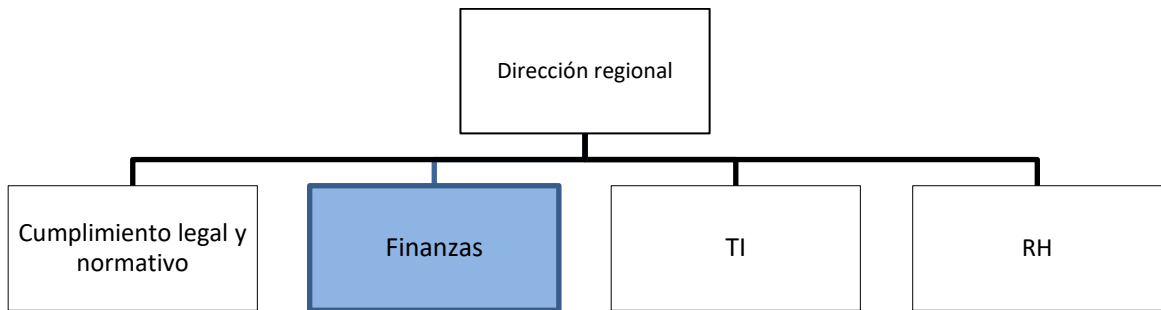 Dirección regional
Cumplimiento legal y
normativo
Finanzas
TI
RH